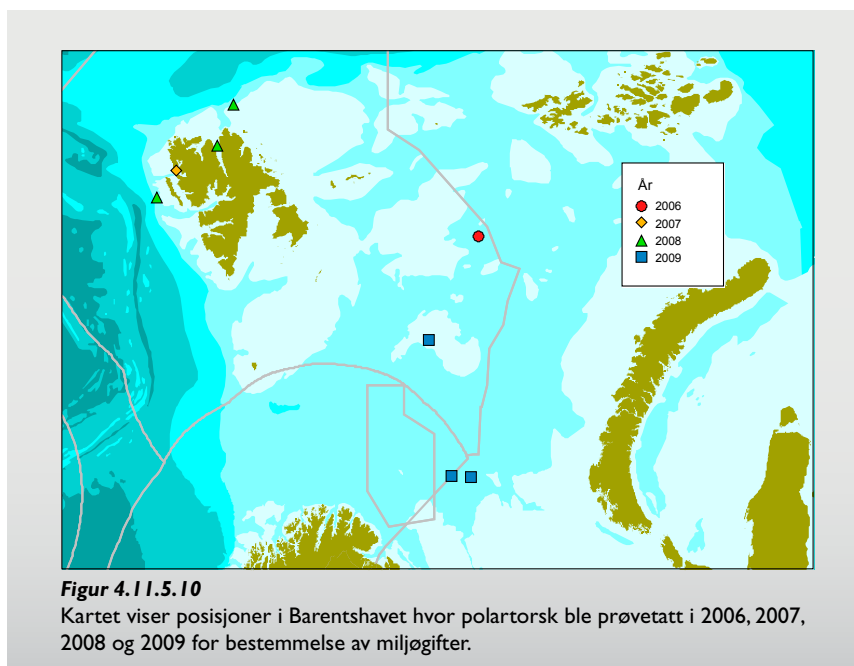 År
2006
2007
2008
2009
Figur 4.11.5.10
Kartet viser posisjoner i Barentshavet hvor polartorsk ble prøvetatt i 2006, 2007,
2008 og 2009 for bestemmelse av miljøgifter.